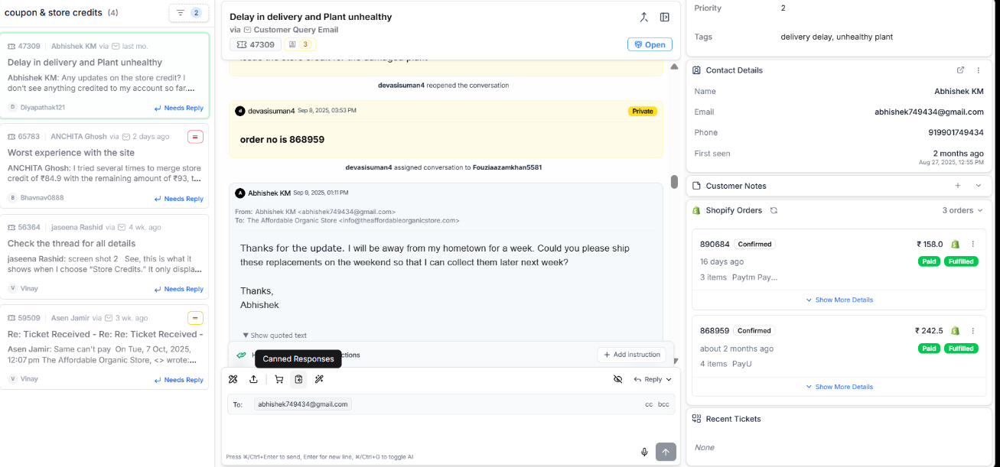 coupon & store credits (4)
2
47309 Abhishek KM via last mo.
Delay in delivery and Plant unhealthy
Abhishek KM: Any updates on the store credit? I
don't see anything credited to my account so far....
D Diyapathak121 Needs Reply
65783 ANCHITA Ghosh via 2 days ago
Worst experience with the site
ANCHITA Ghosh: I tried several times to merge store
credit of ₹84.9 with the remaining amount of ₹93, t...
B Bhavnav0888 Needs Reply
56364 jaseena Rashid via 4 wk. ago
Check the thread for all details
jaseena Rashid: screen shot 2 See, this is what it
shows when I choose “Store Credits.” It only displa...
V Vinay Needs Reply
59509 Asen Jamir via 3 wk. ago
Re: Ticket Received - Re: Re: Ticket Received -
Asen Jamir: Same can't pay On Tue, 7 Oct, 2025,
12:07 pm The Affordable Organic Store, <> wrote:...
V Vinay Needs Reply
Delay in delivery and Plant unhealthy
via Customer Query Email
47309 3 Open
issue the store credit for the damaged plant
devasisuman4 reopened the conversation
d devasisuman4 Sep 8, 2025, 03:53 PM Private
order no is 868959
devasisuman4 assigned conversation to Fouziaazamkhan5581
A Abhishek KM Sep 9, 2025, 01:11 PM
From: Abhishek KM <abhishek749434@gmail.com>
To: The Affordable Organic Store <info@theaffordableorganicstore.com>
Thanks for the update. I will be away from my hometown for a week. Could you please ship
these replacements on the weekend so that I can collect them later next week?
Thanks,
Abhishek
▼ Show quoted text
H ctions + Add instruction
Canned Responses
Reply
To: abhishek749434@gmail.com cc bcc
Press ⌘/Ctrl+Enter to send, Enter for new line, ⌘/Ctrl+G to toggle AI
Priority 2
Tags delivery delay, unhealthy plant
Contact Details
Name Abhishek KM
Email abhishek749434@gmail.com
Phone 919901749434
First seen 2 months ago
Aug 27, 2025, 12:55 PM
Customer Notes
Shopify Orders 3 orders
890684 Confirmed ₹ 158.0
16 days ago Paid Fulfilled
3 items Paytm Pay...
Show More Details
868959 Confirmed ₹ 242.5
about 2 months ago Paid Fulfilled
4 items PayU
Show More Details
Recent Tickets
None